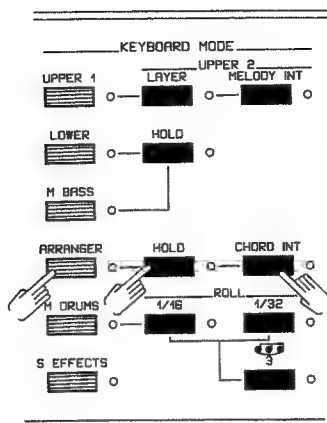 KEYBOARD MODE
UPPER 2
UPPER 1 LAYER MELODY INT
LOWER HOLD
M BASS
ARRANGER HOLD CHORD INT
ROLL
M DRUMS 1/16 1/32
3
S EFFECTS